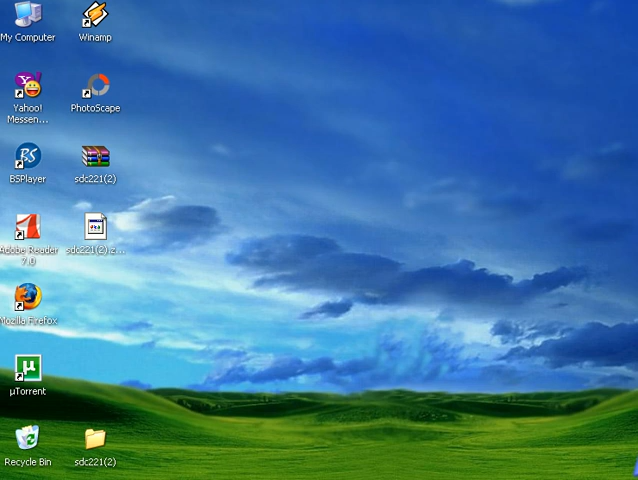 My Computer
Winamp
Yahoo!
Messen...
PhotoScape
BSPlayer
sdc221(2)
Adobe Reader
9.0
sdc221(2).z...
Mozilla Firefox
µTorrent
Recycle Bin
sdc221(2)